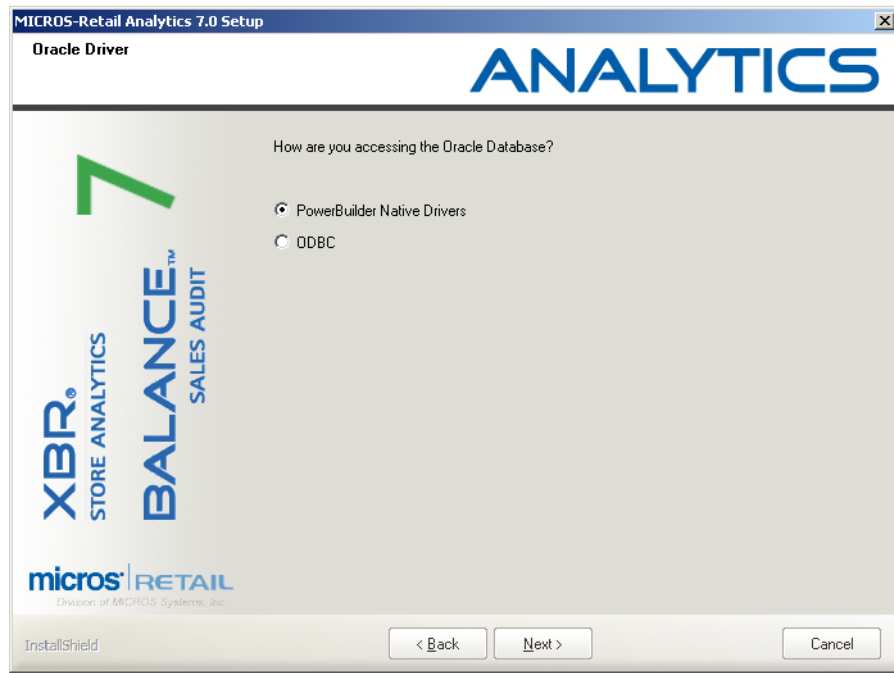 MICROS-Retail Analytics 7.0 Setup
Oracle Driver
ANALYTICS
How are you accessing the Oracle Database?
PowerBuilder Native Drivers
ODBC
7
XBR®
STORE ANALYTICS
BALANCE™
SALES AUDIT
micros® RETAIL
Division of MICROS Systems, Inc.
InstallShield
< Back
Next >
Cancel